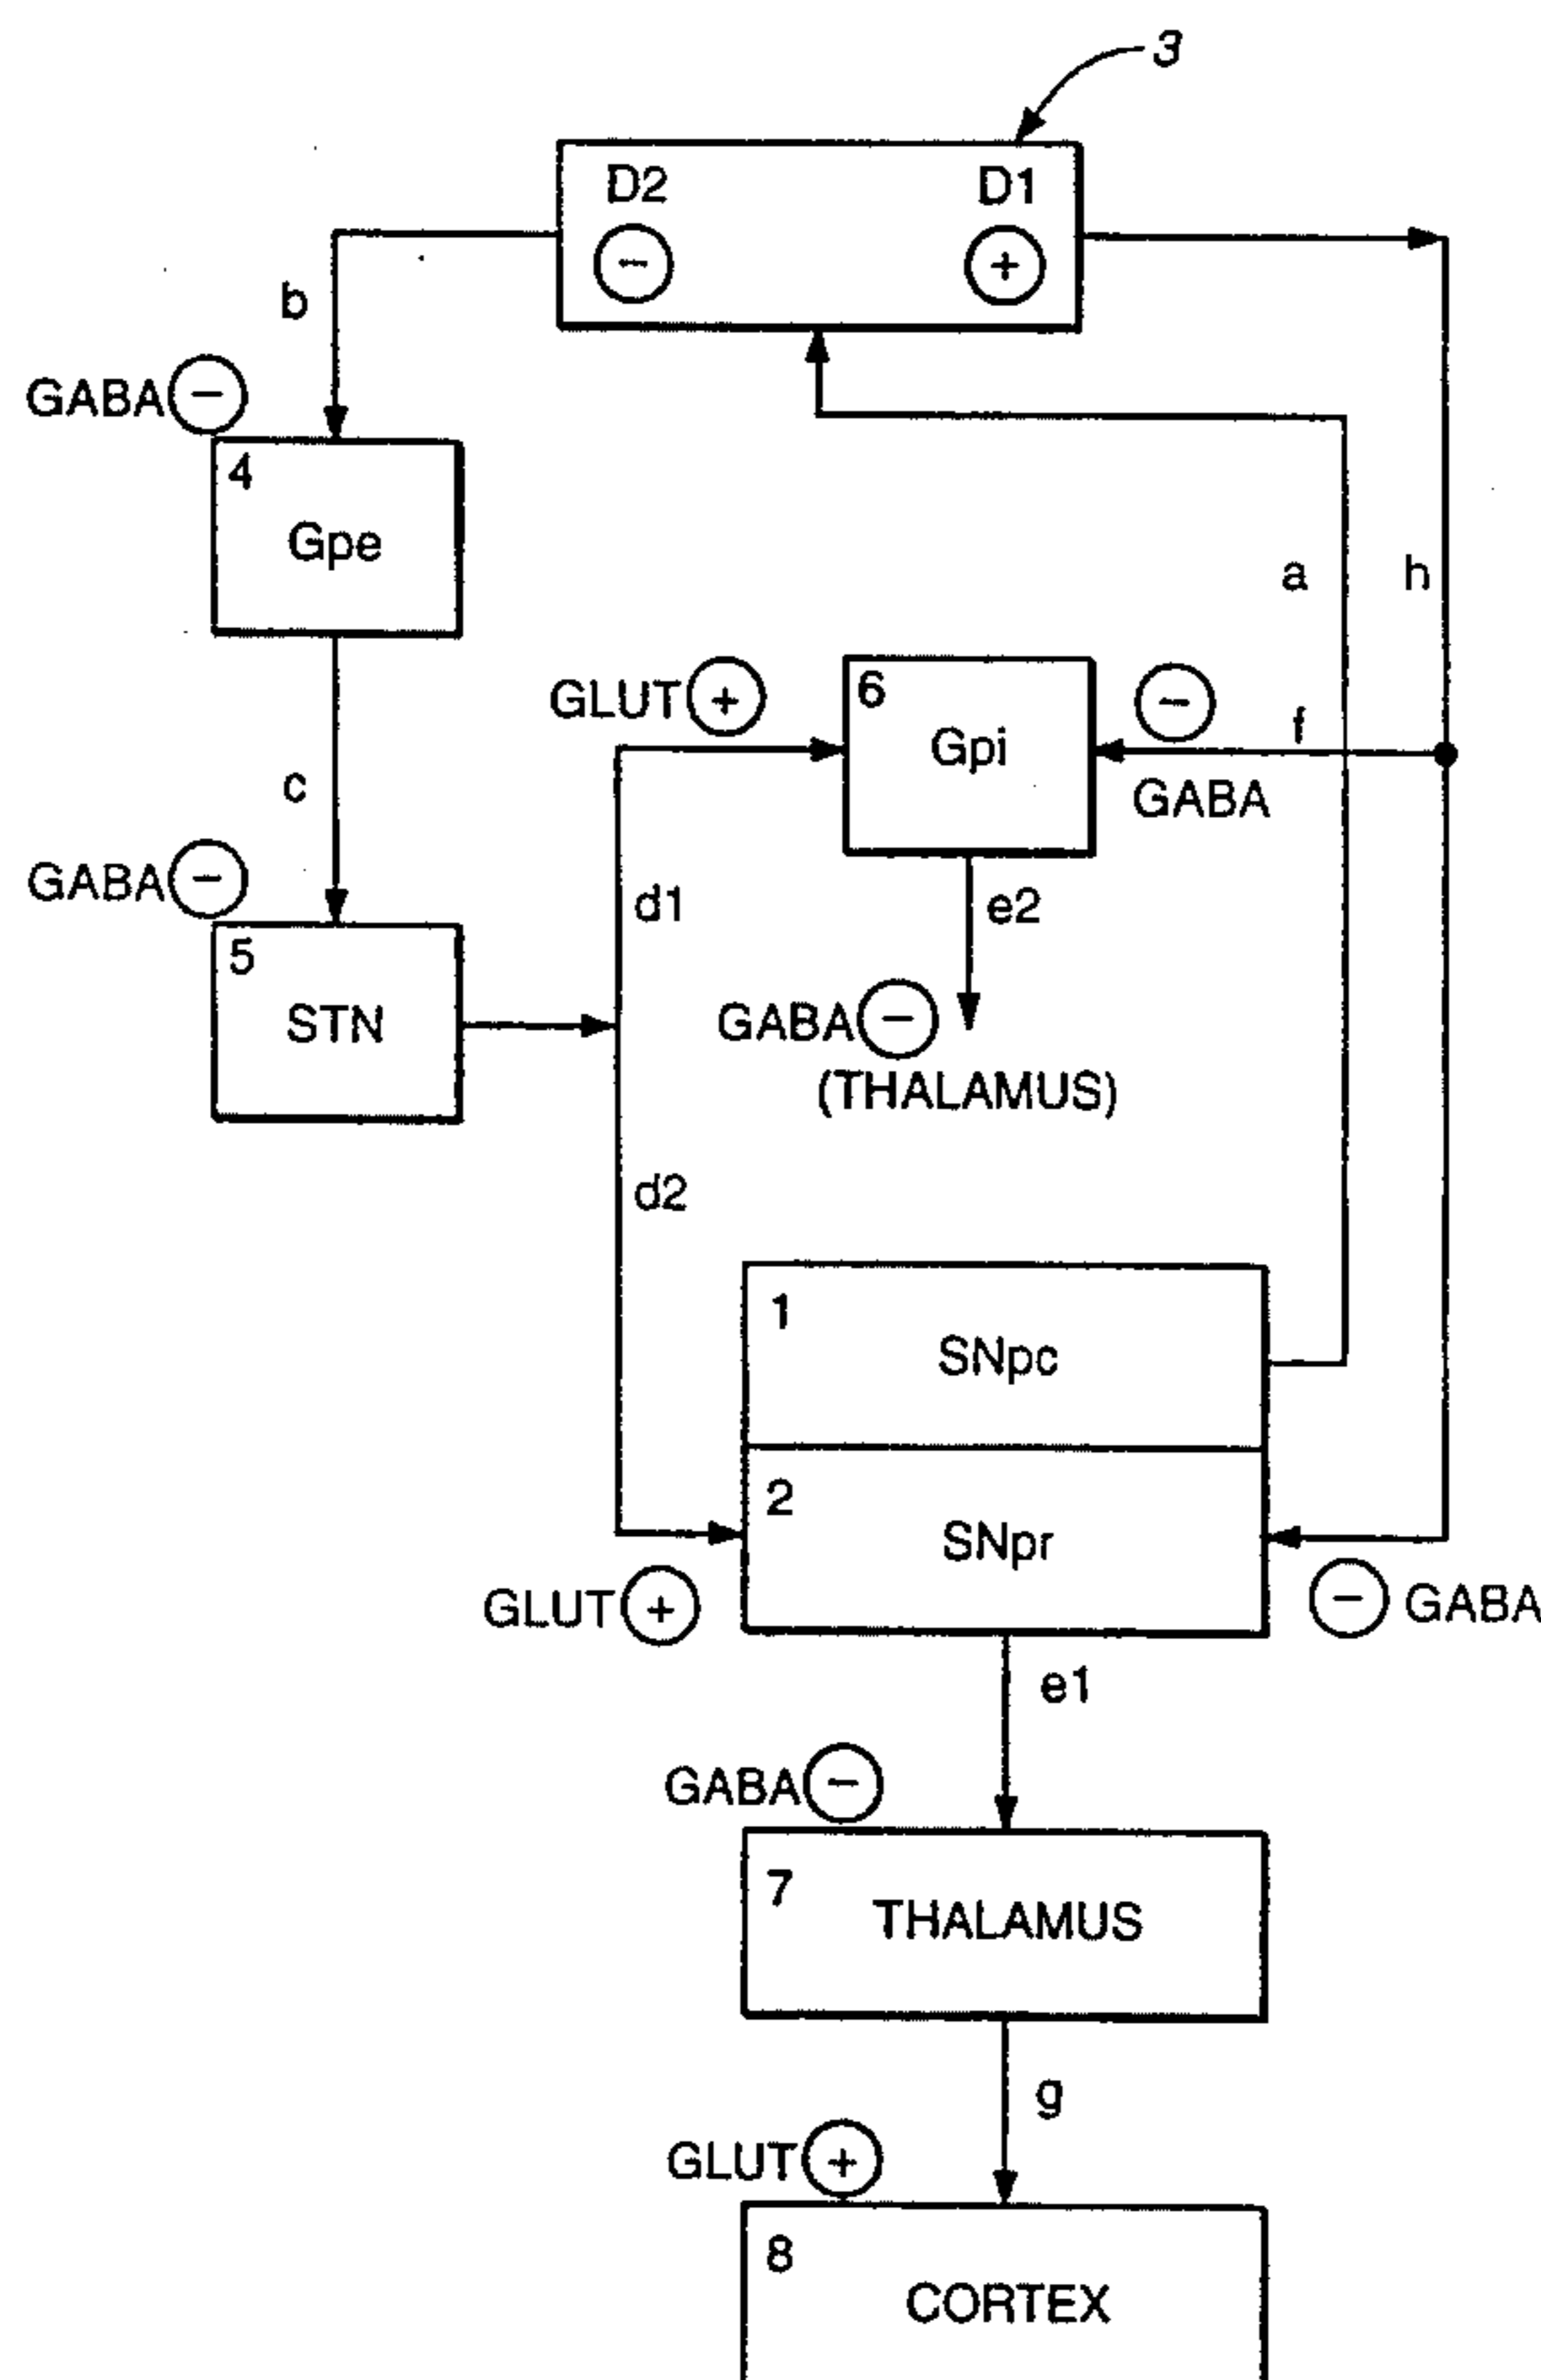 3
D2 D1
−
+
b
GABA −
4
Gpe
a
h
6
Gpi
GLUT +
−
f
GABA
c
GABA −
5
STN
d1
e2
GABA −
(THALAMUS)
d2
1
SNpc
2
SNpr
GLUT +
− GABA
e1
GABA −
7
THALAMUS
g
GLUT +
8
CORTEX